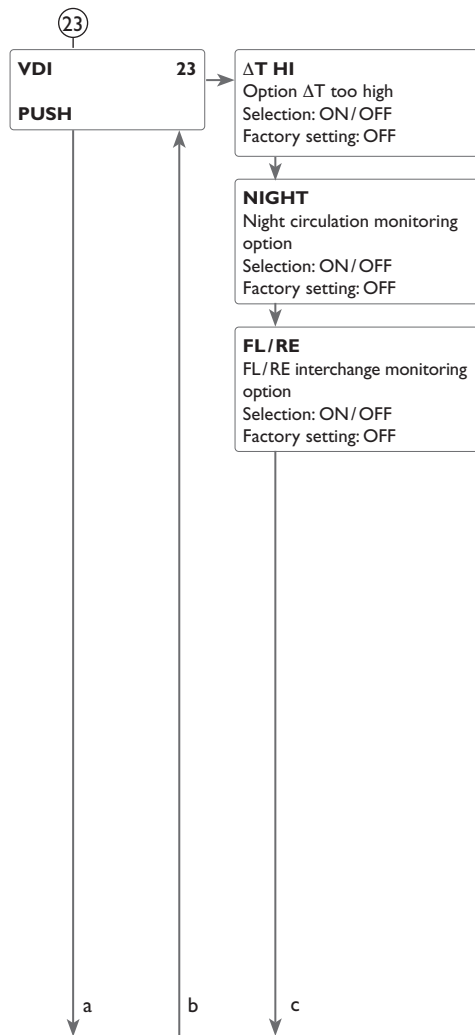 23
VDI 23
PUSH
ΔT HI
Option ΔT too high
Selection: ON/OFF
Factory setting: OFF
NIGHT
Night circulation monitoring
option
Selection: ON/OFF
Factory setting: OFF
FL/RE
FL/RE interchange monitoring
option
Selection: ON/OFF
Factory setting: OFF
a b c